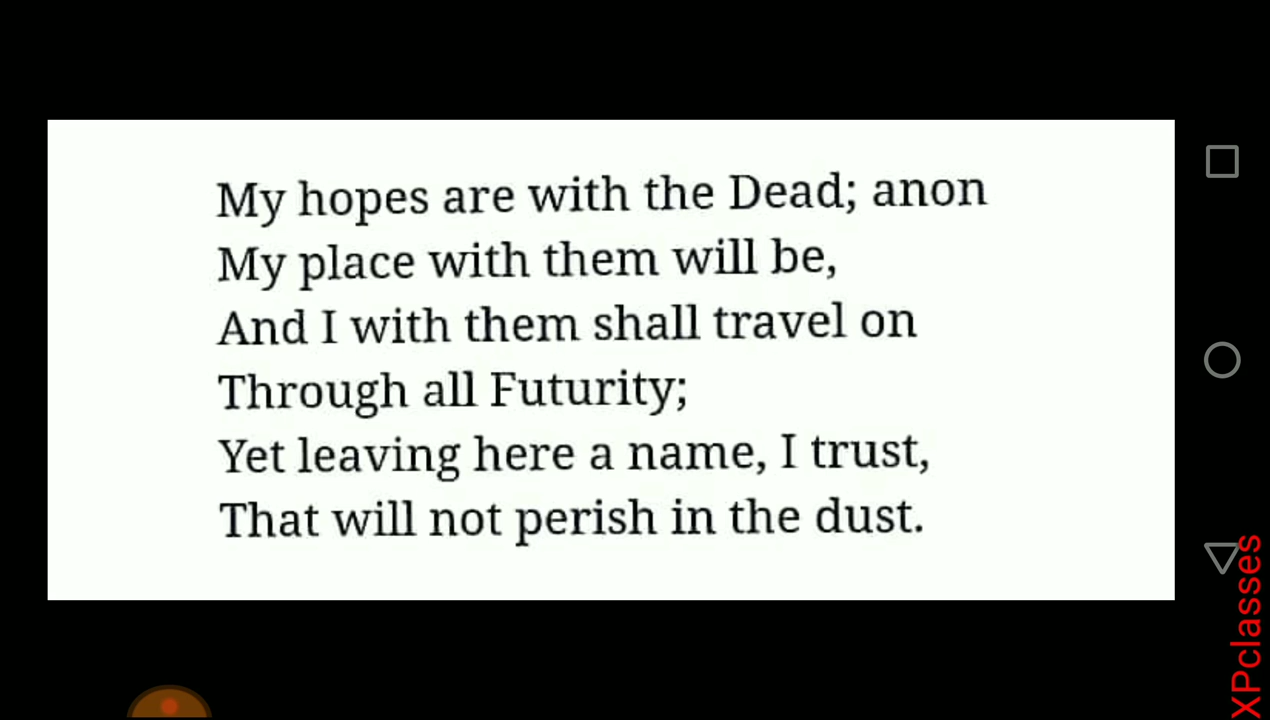 My hopes are with the Dead; anon
My place with them will be,
And I with them shall travel on
Through all Futurity;
Yet leaving here a name, I trust,
That will not perish in the dust.
XPclasses